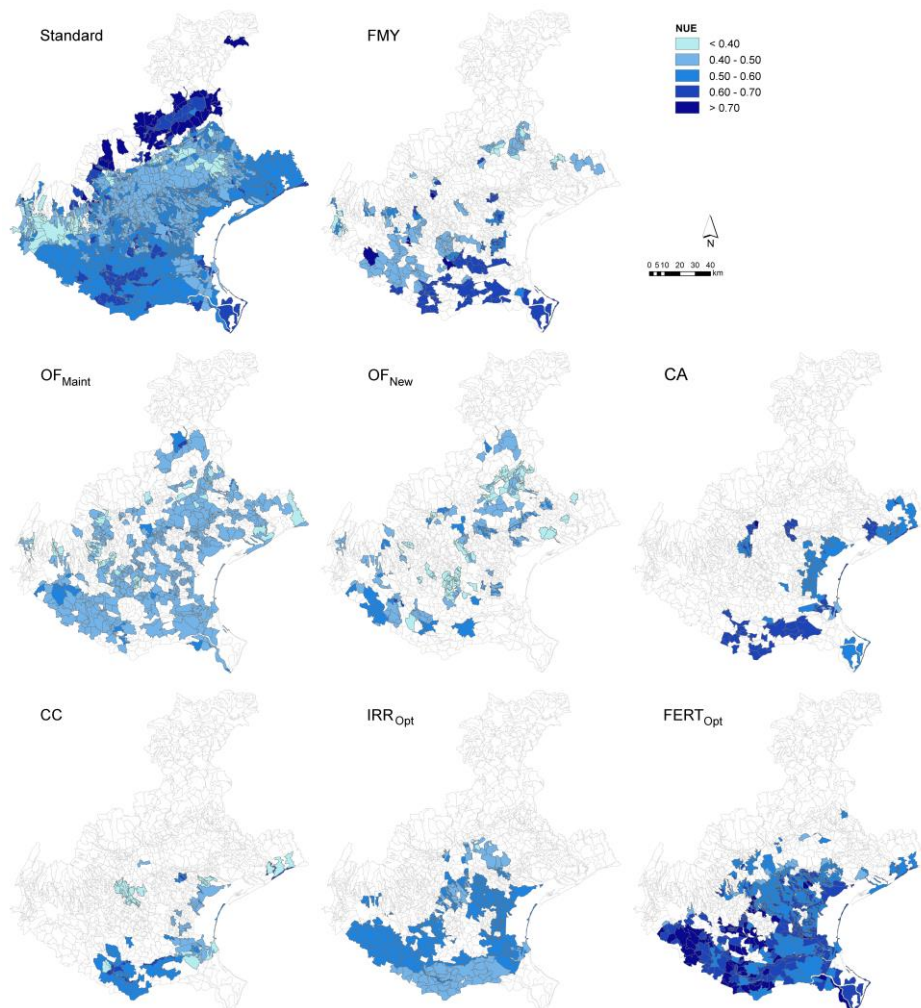 Standard
FMY
NUE
< 0.40
0.40 - 0.50
0.50 - 0.60
0.60 - 0.70
> 0.70
N
0 5 10 20 30 40
km
OFMaint
OFNew
CA
CC
IRROpt
FERTOpt